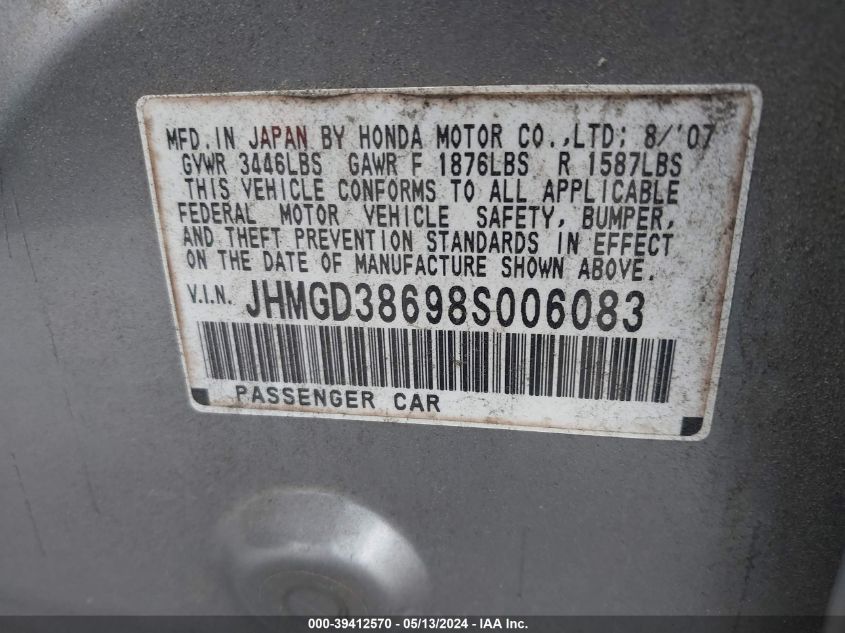 MFD. IN JAPAN BY HONDA MOTOR CO.,LTD; 8/'07
GVWR 3446LBS GAWR F 1876LBS R 1587LBS
THIS VEHICLE CONFORMS TO ALL APPLICABLE
FEDERAL MOTOR VEHICLE SAFETY, BUMPER,
AND THEFT PREVENTION STANDARDS IN EFFECT
ON THE DATE OF MANUFACTURE SHOWN ABOVE.
V.I.N. JHMGD38698S006083
PASSENGER CAR
000-39412570 - 05/13/2024 - IAA Inc.